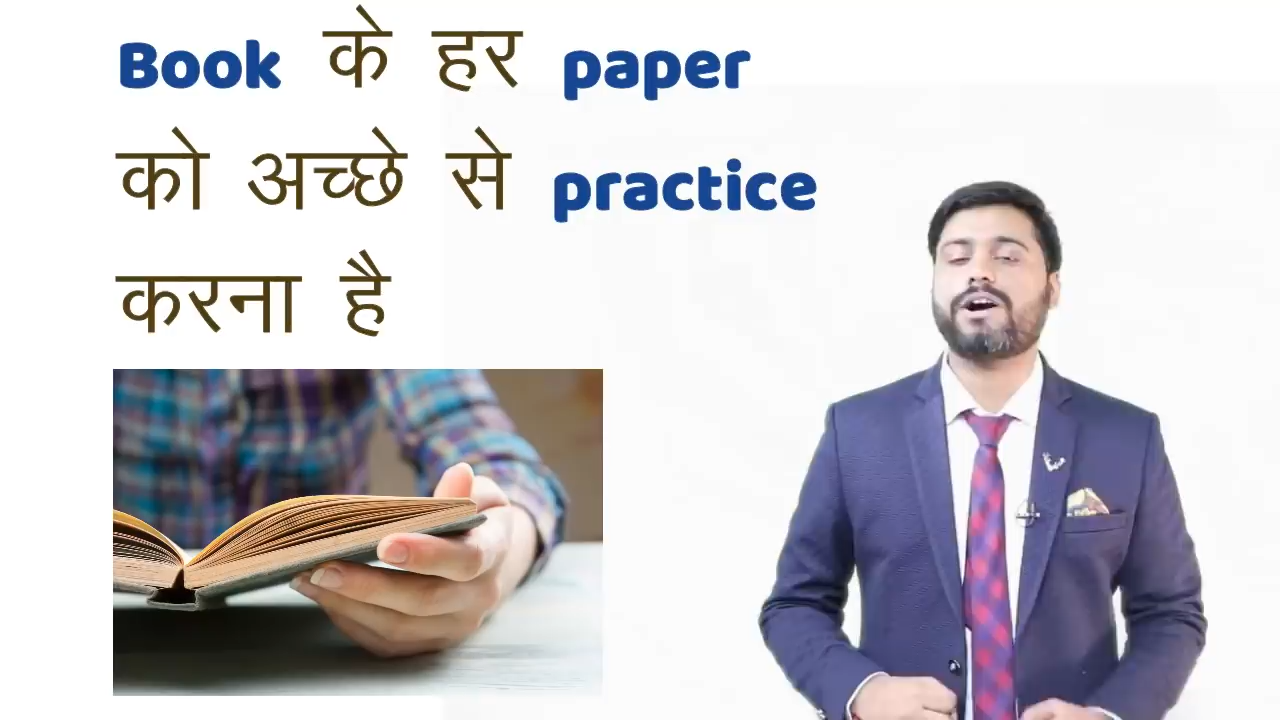 Book के हर paper
को अच्छे से practice
करना है